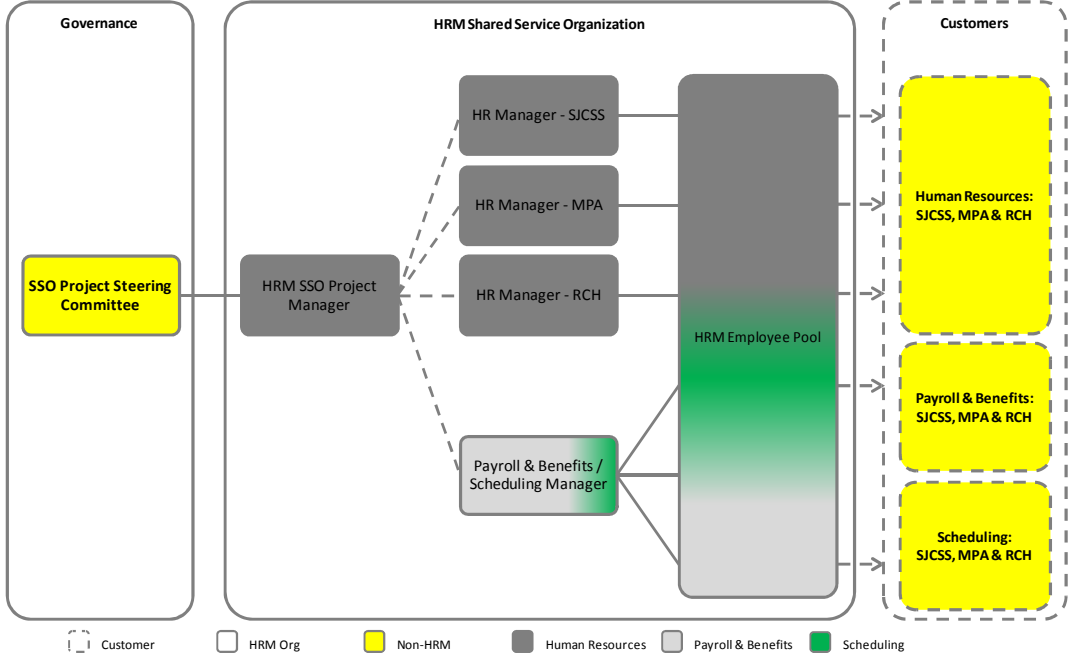 Governance
HRM Shared Service Organization
Customers
SSO Project Steering
Committee
HRM SSO Project
Manager
HR Manager - SJCSS
HR Manager - MPA
HR Manager - RCH
Payroll & Benefits /
Scheduling Manager
HRM Employee Pool
Human Resources:
SJCSS, MPA & RCH
Payroll & Benefits:
SJCSS, MPA & RCH
Scheduling:
SJCSS, MPA & RCH
Customer
HRM Org
Non-HRM
Human Resources
Payroll & Benefits
Scheduling